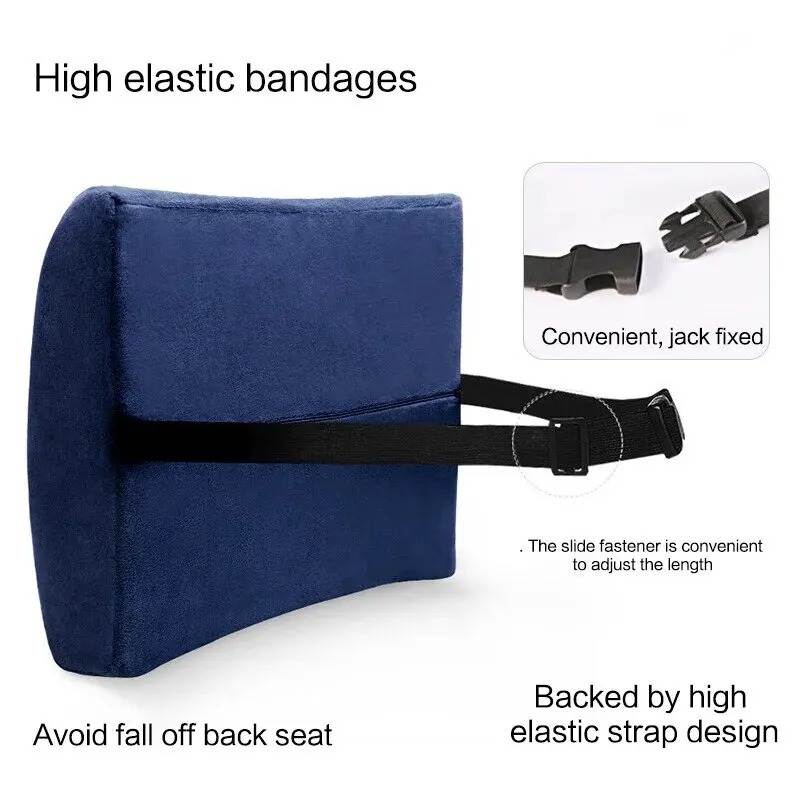 High elastic bandages
Convenient, jack fixed
. The slide fastener is convenient
to adjust the length
Avoid fall off back seat
Backed by high
elastic strap design